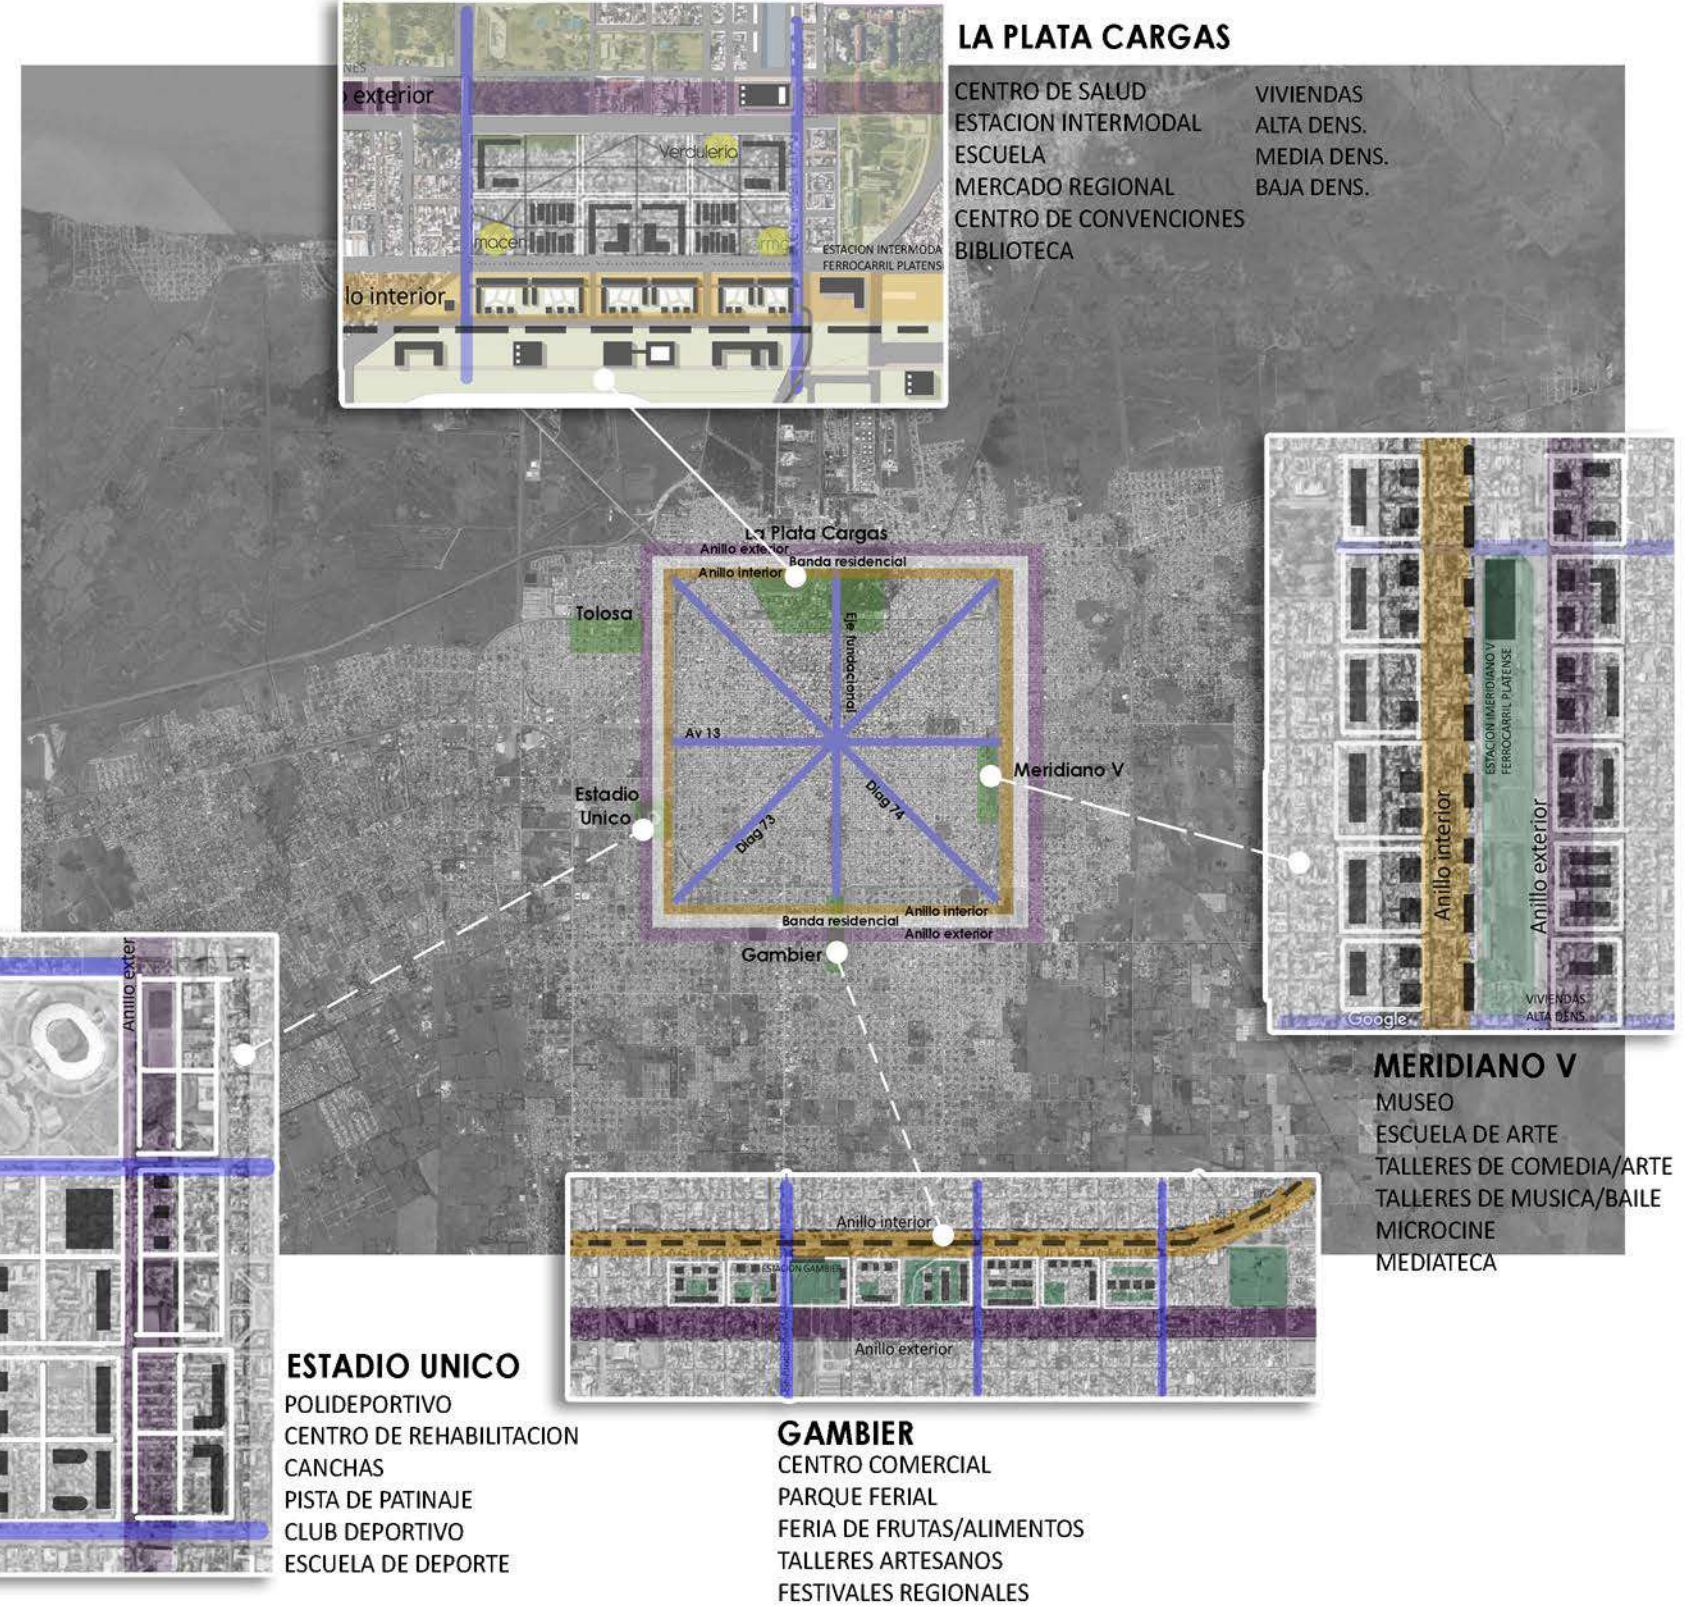 LA PLATA CARGAS
CENTRO DE SALUD
ESTACION INTERMODAL
ESCUELA
MERCADO REGIONAL
CENTRO DE CONVENCIONES
BIBLIOTECA
VIVIENDAS
ALTA DENS.
MEDIA DENS.
BAJA DENS.
NES
exterior
Verduleria
macen
arma
ESTACION INTERMODA
FERROCARRIL PLATENS
lo interior
La Plata Cargas
Anillo exterior
Banda residencial
Anillo interior
Tolosa
Eje fundacional
Av 13
Meridiano V
Estadio
Unico
Diag 73
Diag 74
Anillo interior
Banda residencial
Anillo exterior
Gambier
ESTACION MERIDIANO V
FERROCARRIL PLATENSE
Anillo interior
Anillo exterior
VIVIENDAS
ALTA DENS.
Google
MERIDIANO V
MUSEO
ESCUELA DE ARTE
TALLERES DE COMEDIA/ARTE
TALLERES DE MUSICA/BAILE
MICROCINE
MEDIATECA
Anillo exter
ESTADIO UNICO
POLIDEPORTIVO
CENTRO DE REHABILITACION
CANCHAS
PISTA DE PATINAJE
CLUB DEPORTIVO
ESCUELA DE DEPORTE
Anillo interior
ESTACION GAMBIER
Anillo exterior
GAMBIER
CENTRO COMERCIAL
PARQUE FERIAL
FERIA DE FRUTAS/ALIMENTOS
TALLERES ARTESANOS
FESTIVALES REGIONALES